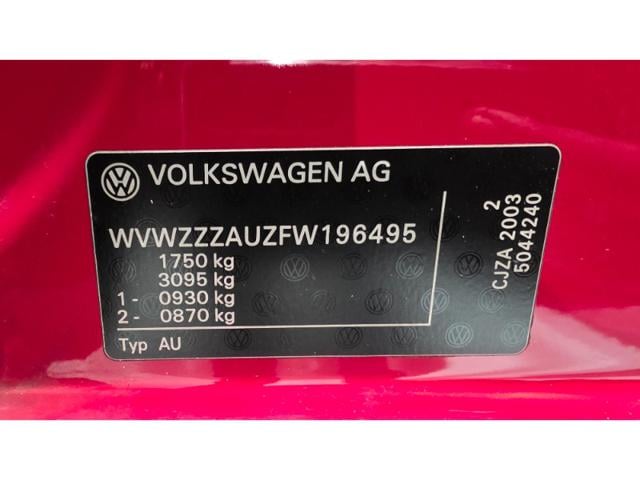 VOLKSWAGEN AG
WVWZZZAUZFW196495
1750 kg
3095 kg
1 - 0930 kg
2 - 0870 kg
Typ AU
2
CJZA 2003
5044240